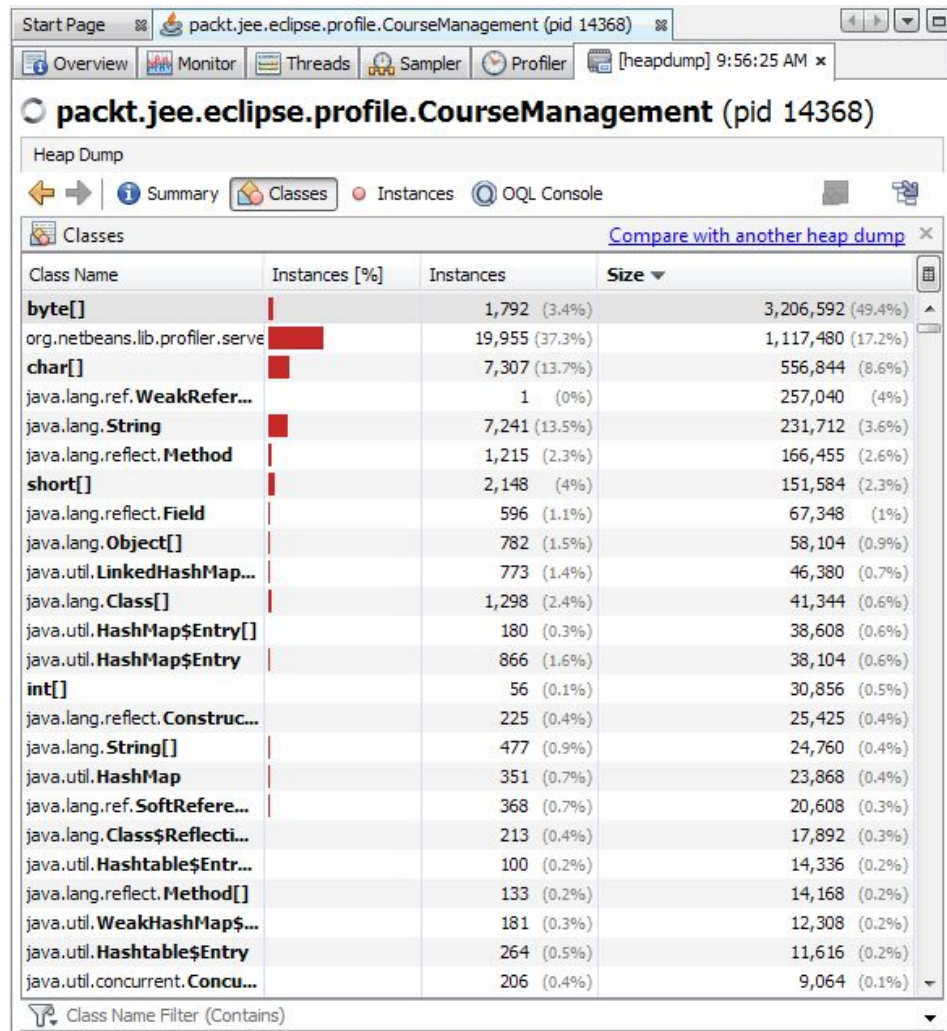 Start Page packt.jee.eclipse.profile.CourseManagement (pid 14368)
Overview Monitor Threads Sampler Profiler [heapdump] 9:56:25 AM
packt.jee.eclipse.profile.CourseManagement (pid 14368)
Heap Dump
Summary Classes Instances OQL Console
Classes Compare with another heap dump
Class Name Instances [%] Instances Size
byte[] 1,792 (3.4%) 3,206,592 (49.4%)
org.netbeans.lib.profiler.serve 19,955 (37.3%) 1,117,480 (17.2%)
char[] 7,307 (13.7%) 556,844 (8.6%)
java.lang.ref.WeakRefer... 1 (0%) 257,040 (4%)
java.lang.String 7,241 (13.5%) 231,712 (3.6%)
java.lang.reflect.Method 1,215 (2.3%) 166,455 (2.6%)
short[] 2,148 (4%) 151,584 (2.3%)
java.lang.reflect.Field 596 (1.1%) 67,348 (1%)
java.lang.Object[] 782 (1.5%) 58,104 (0.9%)
java.util.LinkedHashMap... 773 (1.4%) 46,380 (0.7%)
java.lang.Class[] 1,298 (2.4%) 41,344 (0.6%)
java.util.HashMap$Entry[] 180 (0.3%) 38,608 (0.6%)
java.util.HashMap$Entry 866 (1.6%) 38,104 (0.6%)
int[] 56 (0.1%) 30,856 (0.5%)
java.lang.reflect.Construc... 225 (0.4%) 25,425 (0.4%)
java.lang.String[] 477 (0.9%) 24,760 (0.4%)
java.util.HashMap 351 (0.7%) 23,868 (0.4%)
java.lang.ref.SoftRefere... 368 (0.7%) 20,608 (0.3%)
java.lang.Class$Reflecti... 213 (0.4%) 17,892 (0.3%)
java.util.Hashtable$Entr... 100 (0.2%) 14,336 (0.2%)
java.lang.reflect.Method[] 133 (0.2%) 14,168 (0.2%)
java.util.WeakHashMap$... 181 (0.3%) 12,308 (0.2%)
java.util.Hashtable$Entry 264 (0.5%) 11,616 (0.2%)
java.util.concurrent.Concu... 206 (0.4%) 9,064 (0.1%)
Class Name Filter (Contains)